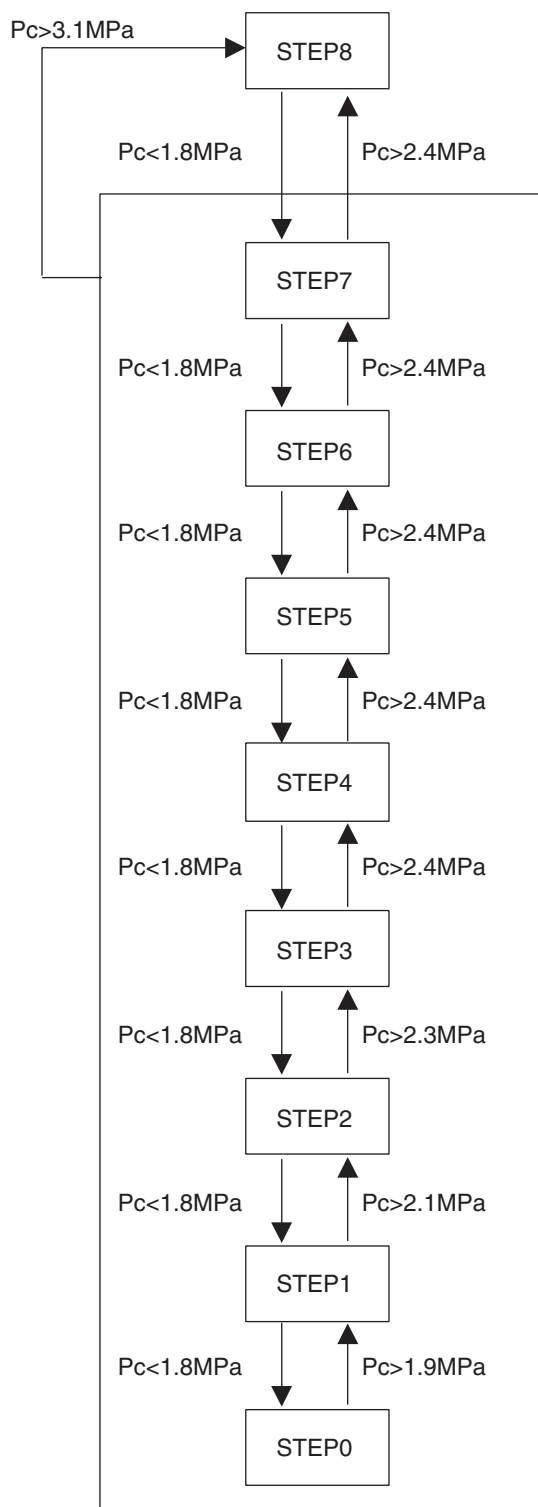 Pc>3.1MPa
STEP8
Pc<1.8MPa Pc>2.4MPa
STEP7
Pc<1.8MPa Pc>2.4MPa
STEP6
Pc<1.8MPa Pc>2.4MPa
STEP5
Pc<1.8MPa Pc>2.4MPa
STEP4
Pc<1.8MPa Pc>2.4MPa
STEP3
Pc<1.8MPa Pc>2.3MPa
STEP2
Pc<1.8MPa Pc>2.1MPa
STEP1
Pc<1.8MPa Pc>1.9MPa
STEP0